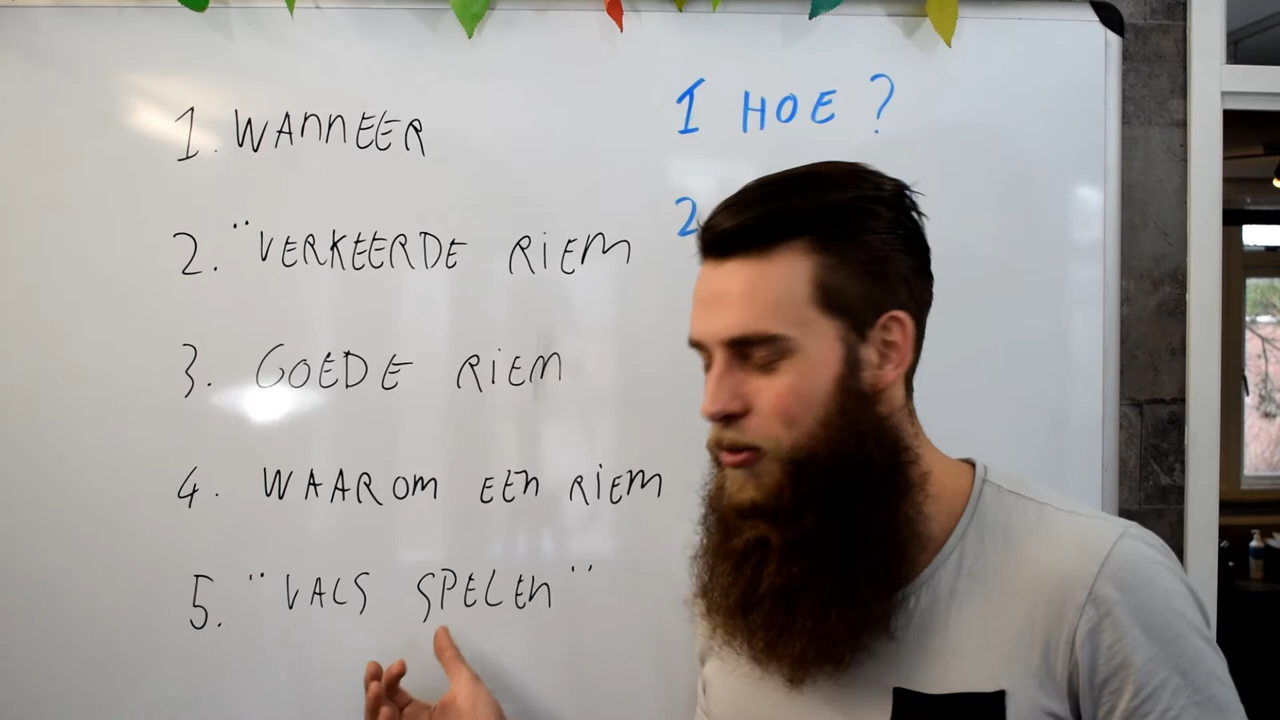 1. WANNEER
2. ¨VERKEERDE RIEM
3. GOEDE RIEM
4. WAAROM EEN RIEM
5. ¨VALS SPELEN¨
1 HOE ?
2